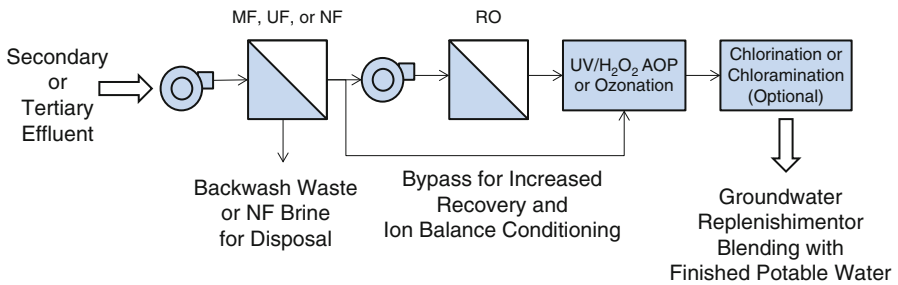 MF, UF, or NF
RO
Secondary
or
Tertiary
Effluent
UV/H₂O₂ AOP
or Ozonation
Chlorination or
Chloramination
(Optional)
Backwash Waste
or NF Brine
for Disposal
Bypass for Increased
Recovery and
Ion Balance Conditioning
Groundwater
Replenishimentor
Blending with
Finished Potable Water